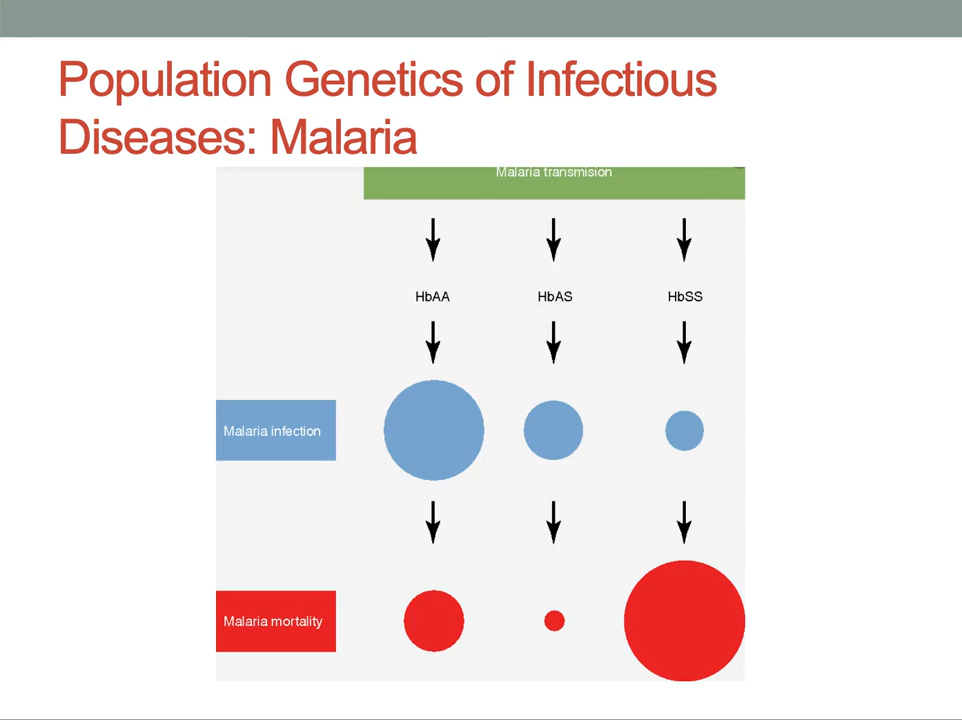 Population Genetics of Infectious
Diseases: Malaria
Malaria transmision
HbAA HbAS HbSS
Malaria infection
Malaria mortality